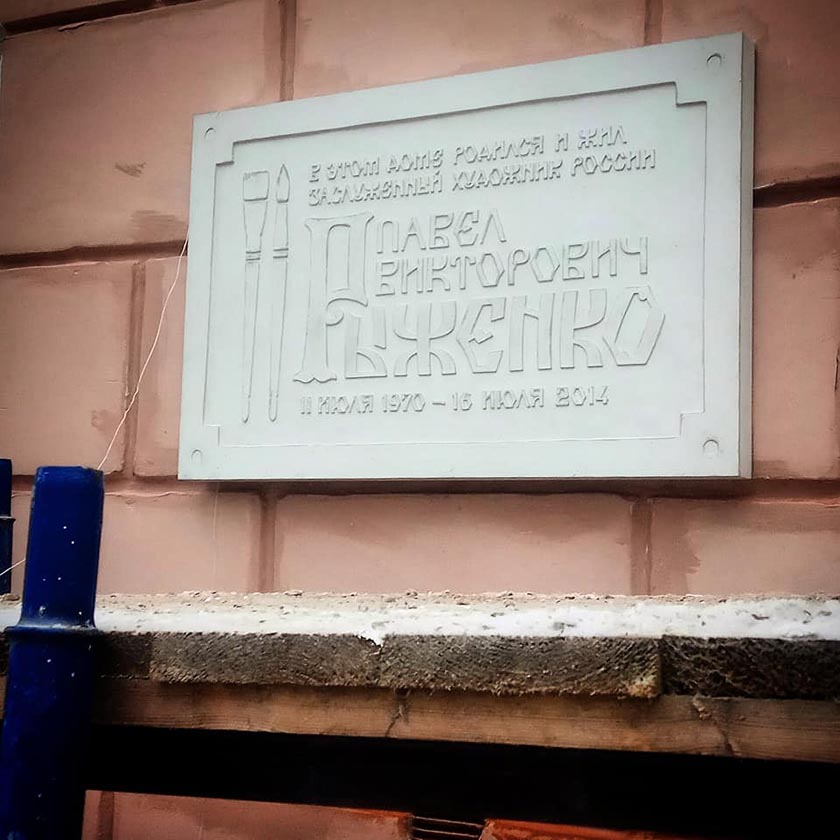 В ЭТОМ ДОМЕ РОДИЛСЯ И ЖИЛ
ЗАСЛУЖЕННЫЙ ХУДОЖНИК РОССИИ
ПАВЕЛ
ВИКТОРОВИЧ
РЫЖЕНКО
11 ИЮЛЯ 1970 – 16 ИЮЛЯ 2014